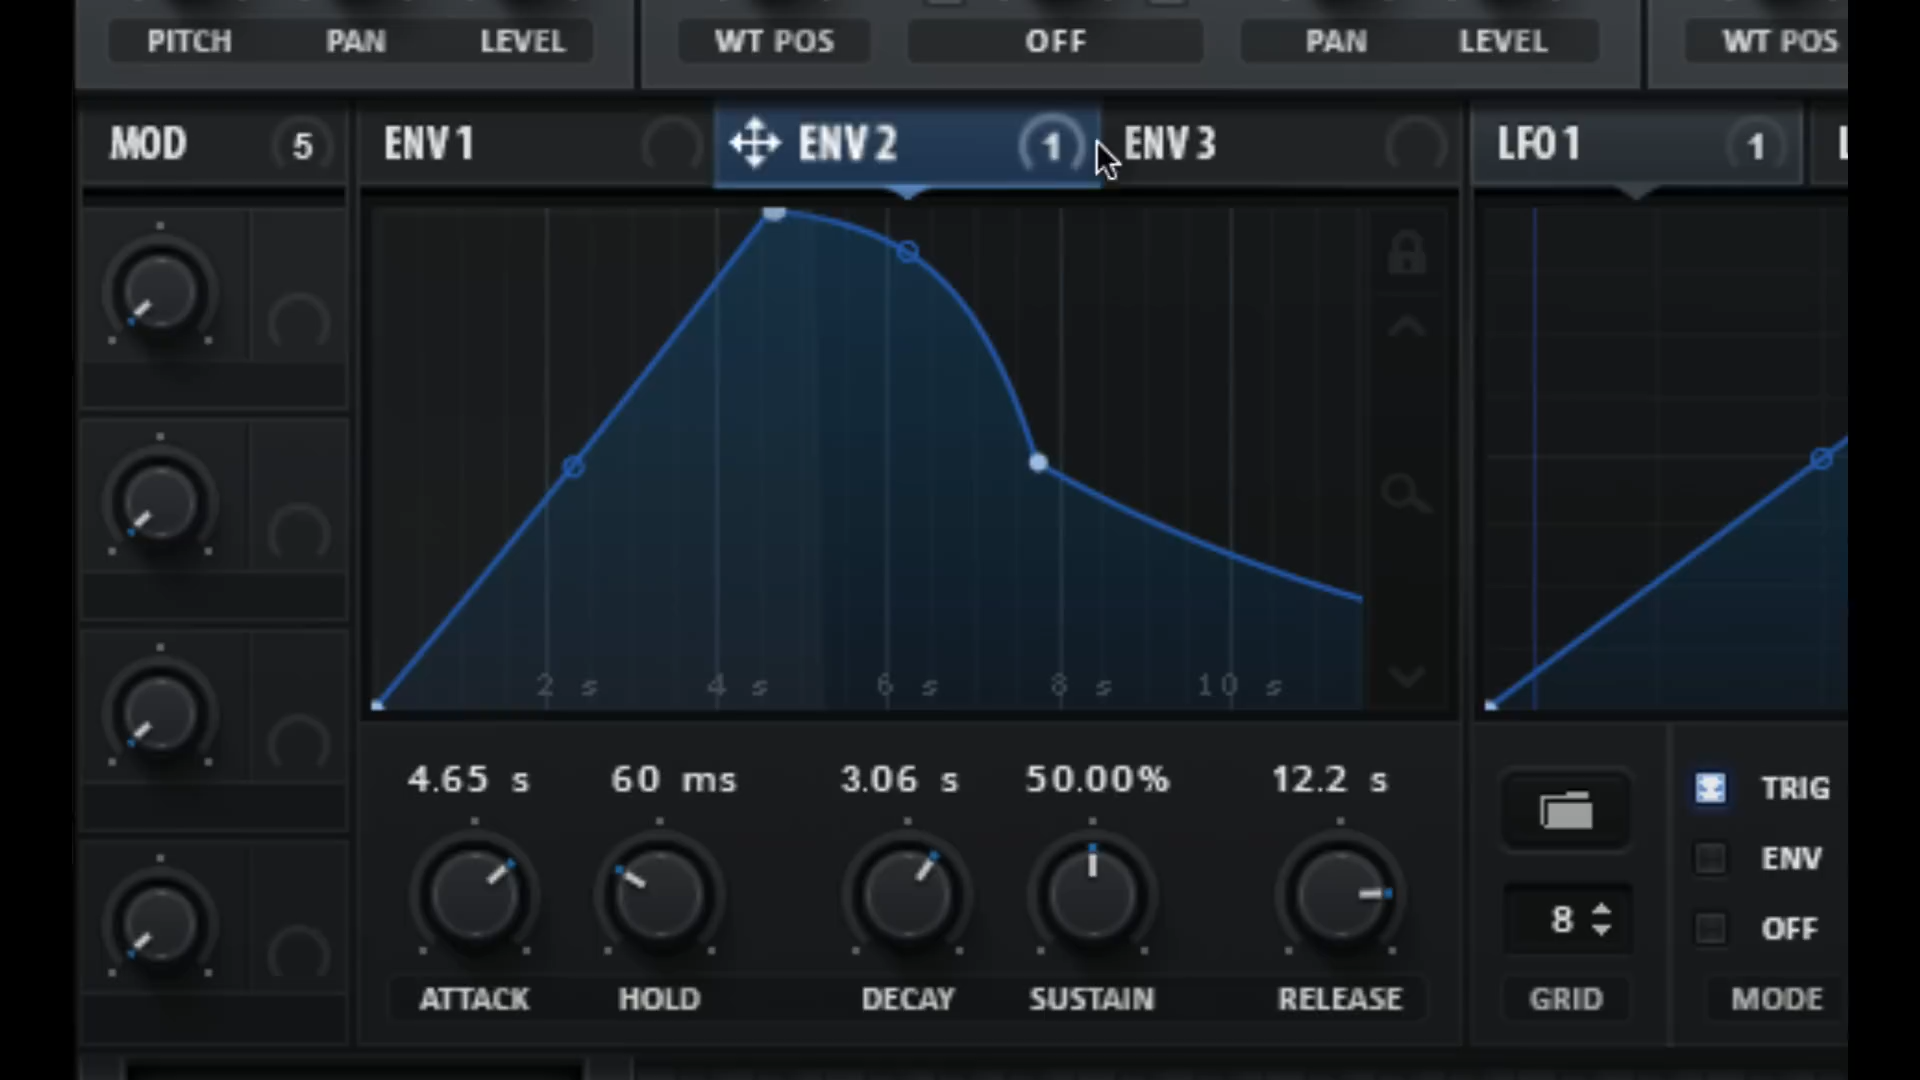 PITCH PAN LEVEL WT POS OFF PAN LEVEL WT POS
MOD 5 ENV 1 ENV 2 1 ENV 3 LFO 1 1
2 s 4 s 6 s 8 s 10 s
4.65 s 60 ms 3.06 s 50.00% 12.2 s
TRIG
ENV
8 OFF
ATTACK HOLD DECAY SUSTAIN RELEASE GRID MODE